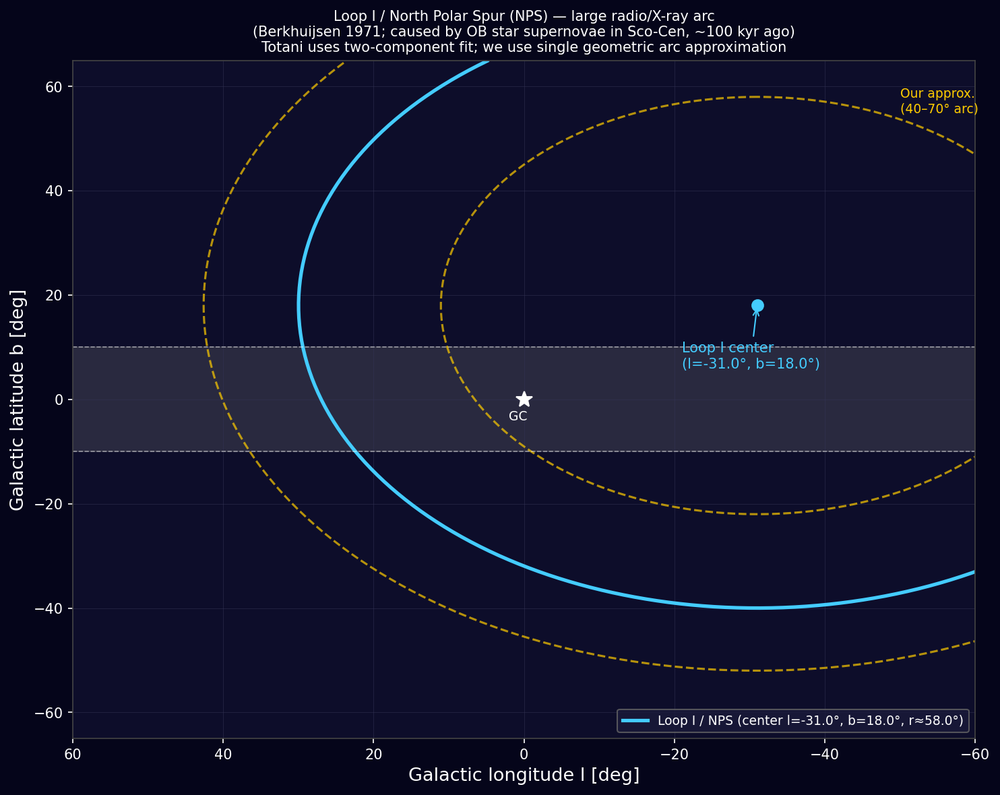 Loop I / North Polar Spur (NPS) — large radio/X-ray arc
(Berkhuijsen 1971; caused by OB star supernovae in Sco-Cen, ~100 kyr ago)
Totani uses two-component fit; we use single geometric arc approximation
Our approx.
(40–70° arc)
Loop I center
(l=-31.0°, b=18.0°)
GC
Galactic latitude b [deg]
60
40
20
0
−20
−40
−60
Loop I / NPS (center l=-31.0°, b=18.0°, r≈58.0°)
60
40
20
0
−20
−40
−60
Galactic longitude l [deg]